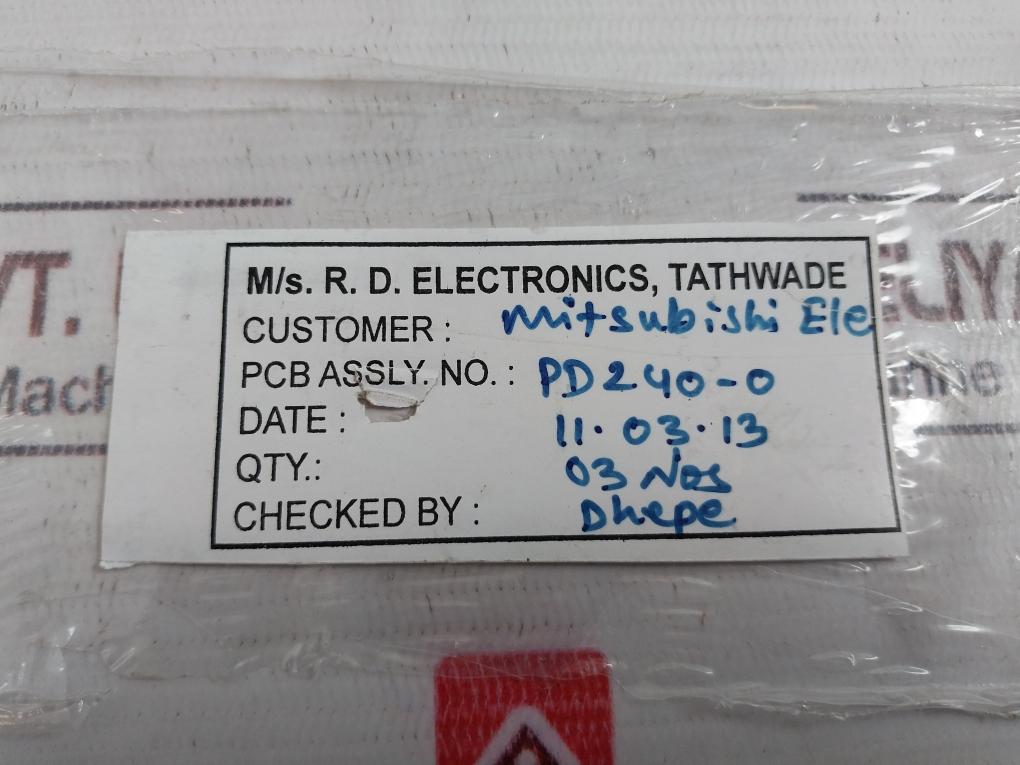 M/s. R. D. ELECTRONICS, TATHWADE
CUSTOMER : Mitsubishi Ele
PCB ASSLY. NO. : PD240-0
DATE : 11.03.13
QTY.: 03 Nos
CHECKED BY : Dhepe